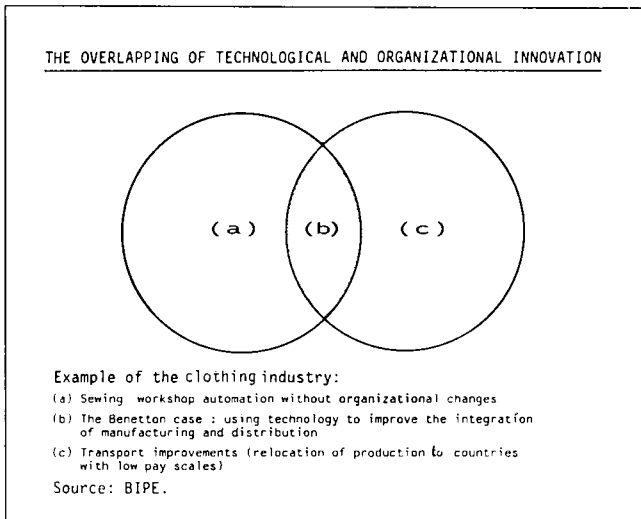 THE OVERLAPPING OF TECHNOLOGICAL AND ORGANIZATIONAL INNOVATION
(a) (b) (c)
Example of the clothing industry:
(a) Sewing workshop automation without organizational changes
(b) The Benetton case : using technology to improve the integration
of manufacturing and distribution
(c) Transport improvements (relocation of production to countries
with low pay scales)
Source: BIPE.